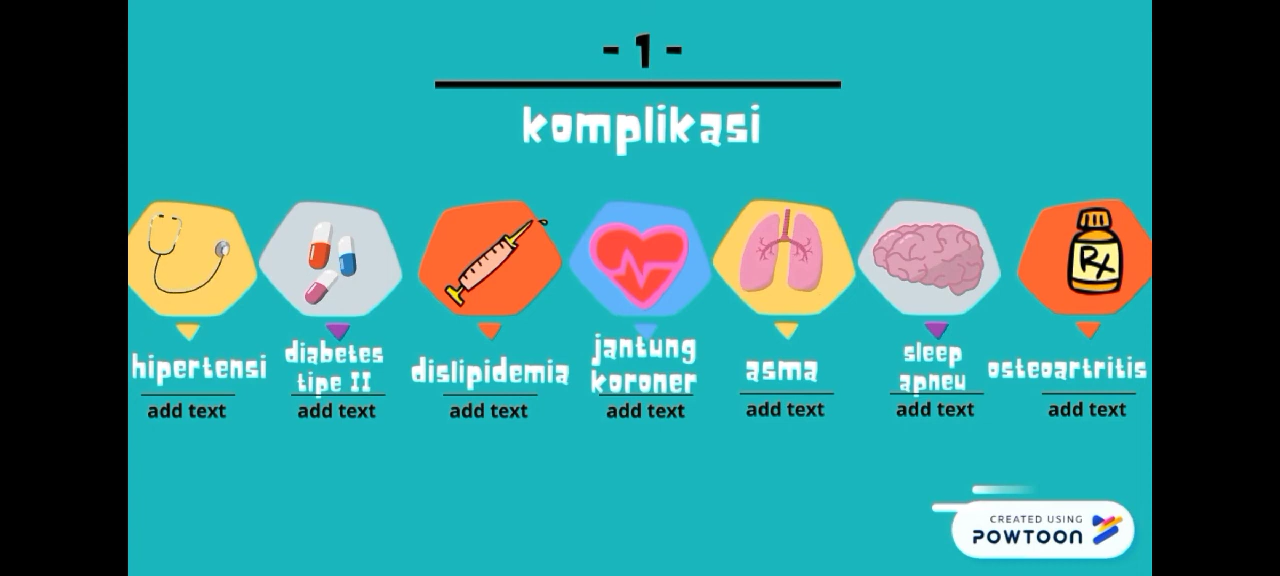 - 1 -
komplikasi
Rx
hipertensi
diabetes
tipe II
dislipidemia
jantung
koroner
asma
sleep
apneu
osteoartritis
add text
add text
add text
add text
add text
add text
add text
CREATED USING
POWTOON